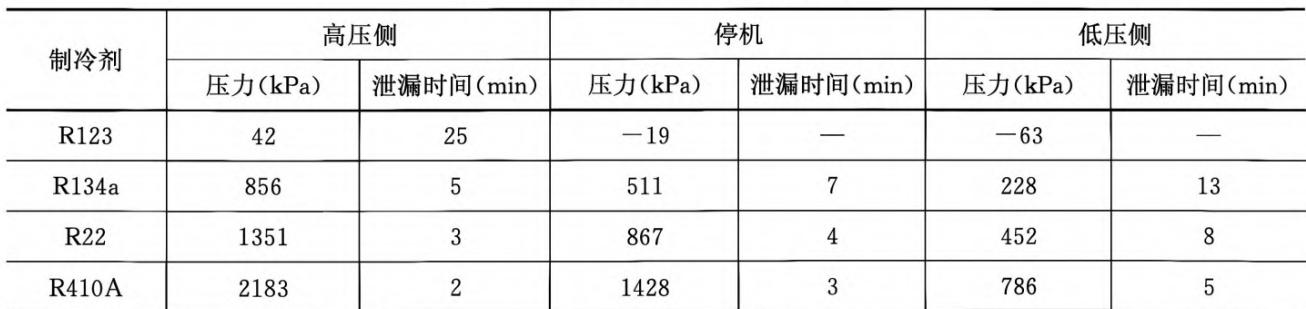 制冷剂 高压侧 停机 低压侧
压力(kPa) 泄漏时间(min) 压力(kPa) 泄漏时间(min) 压力(kPa) 泄漏时间(min)
R123 42 25 －19 — －63 —
R134a 856 5 511 7 228 13
R22 1351 3 867 4 452 8
R410A 2183 2 1428 3 786 5